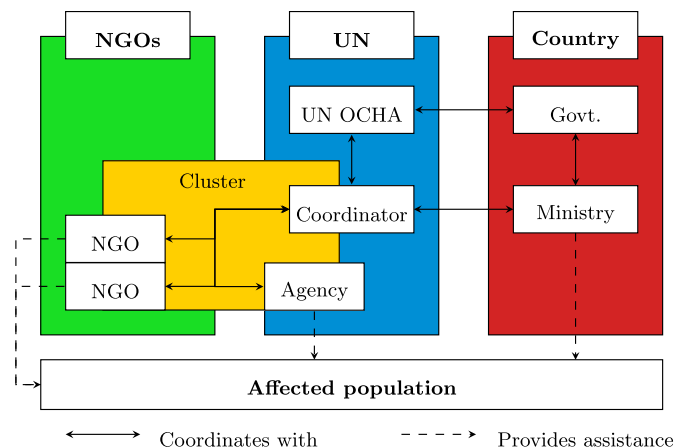 NGOs
UN
Country
UN OCHA
Govt.
Cluster
Coordinator
Ministry
NGO
NGO
Agency
Affected population
Coordinates with
Provides assistance